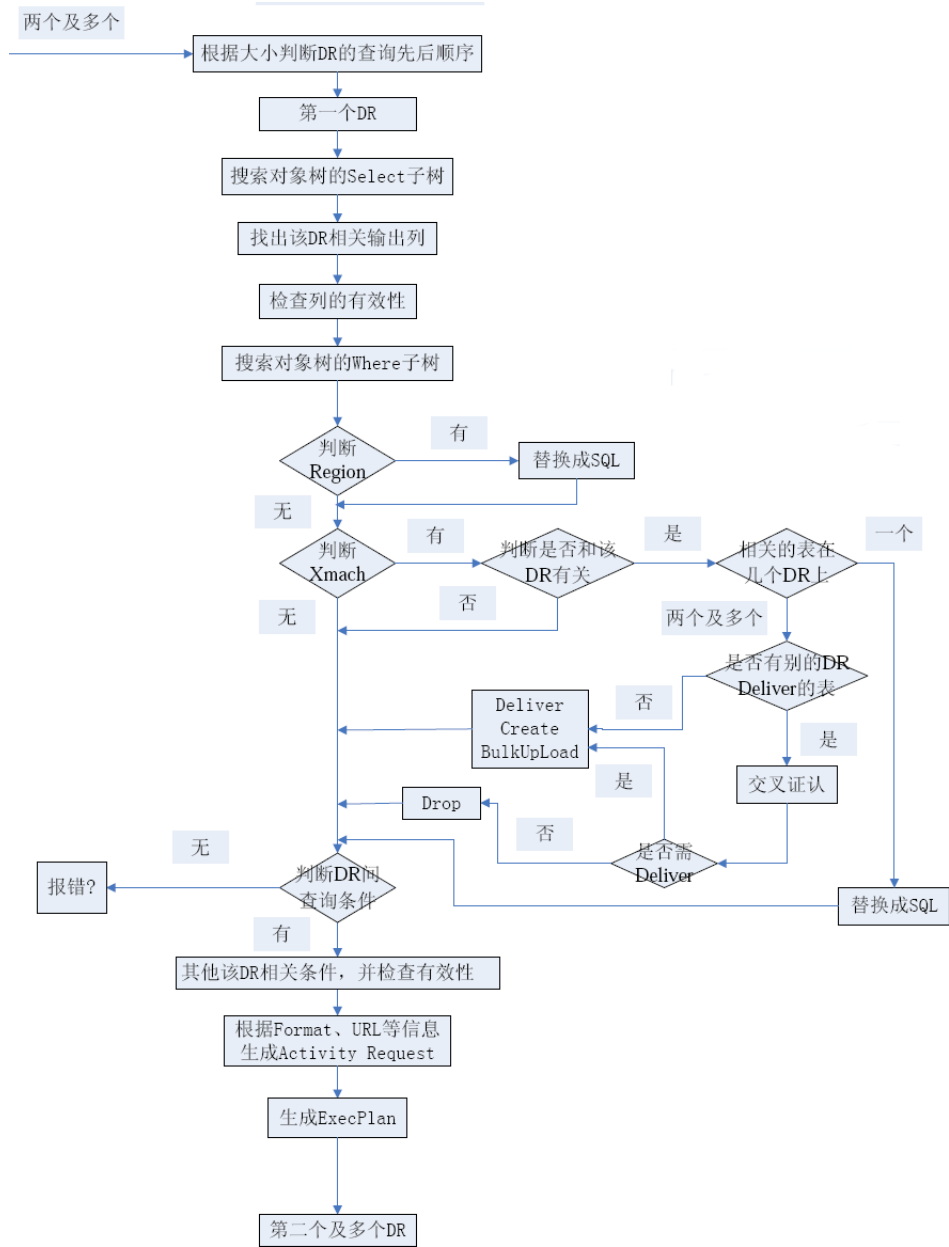 两个及多个
根据大小判断DR的查询先后顺序
第一个DR
搜索对象树的Select子树
找出该DR相关输出列
检查列的有效性
搜索对象树的Where子树
判断
Region
有
替换成SQL
无
判断
Xmach
有
判断是否和该
DR有关
是
相关的表在
几个DR上
一个
无
否
两个及多个
是否有别的DR
Deliver的表
否
Deliver
Create
BulkUpLoad
是
交叉证认
是
Drop
否
是否需
Deliver
无
判断DR间
查询条件
报错?
替换成SQL
有
其他该DR相关条件，并检查有效性
根据Format、URL等信息
生成Activity Request
生成ExecPlan
第二个及多个DR